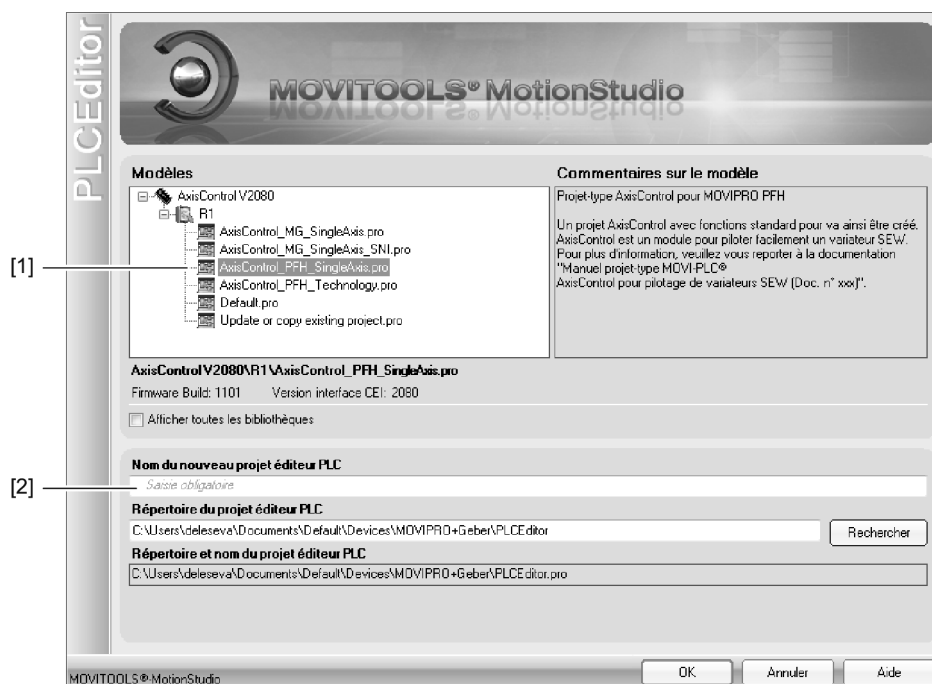 PLCEditor
MOVITOOLS® MotionStudio
Modèles
AxisControl V2080
R1
AxisControl_MG_SingleAxis.pro
AxisControl_MG_SingleAxis_SNI.pro
[1]
AxisControl_PFH_SingleAxis.pro
AxisControl_PFH_Technology.pro
Default.pro
Update or copy existing project.pro
Commentaires sur le modèle
Projet-type AxisControl pour MOVIPRO PFH
Un projet AxisControl avec fonctions standard pour va ainsi être créé.
AxisControl est un module pour piloter facilement un variateur SEW.
Pour plus d'information, veuillez vous reporter à la documentation
"Manuel projet-type MOVI-PLC®
AxisControl pour pilotage de variateurs SEW (Doc. n° xxx)".
AxisControl V2080\R1\AxisControl_PFH_SingleAxis.pro
Firmware Build: 1101 Version interface CEI: 2080
Afficher toutes les bibliothèques
Nom du nouveau projet éditeur PLC
[2]
Saisie obligatoire
Répertoire du projet éditeur PLC
C:\Users\deleseva\Documents\Default\Devices\MOVIPRO+Geber\PLCEditor
Rechercher
Répertoire et nom du projet éditeur PLC
C:\Users\deleseva\Documents\Default\Devices\MOVIPRO+Geber\PLCEditor.pro
MOVITOOLS®-MotionStudio
OK
Annuler
Aide